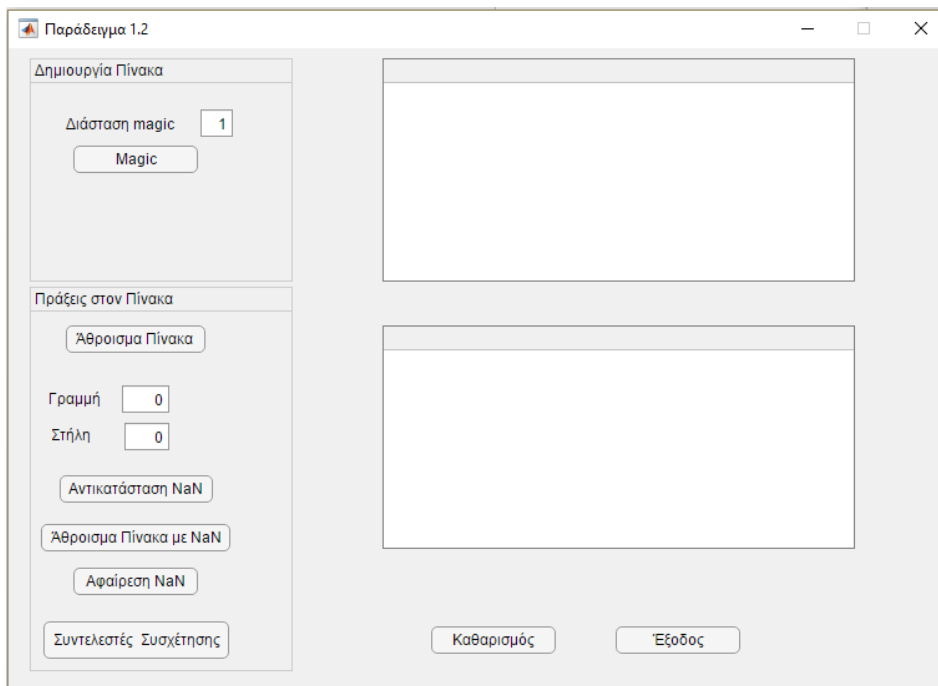 Παράδειγμα 1.2
Δημιουργία Πίνακα
Διάσταση magic 1
Magic
Πράξεις στον Πίνακα
Άθροισμα Πίνακα
Γραμμή 0
Στήλη 0
Αντικατάσταση NaN
Άθροισμα Πίνακα με NaN
Αφαίρεση NaN
Συντελεστές Συσχέτησης
Καθαρισμός
Έξοδος